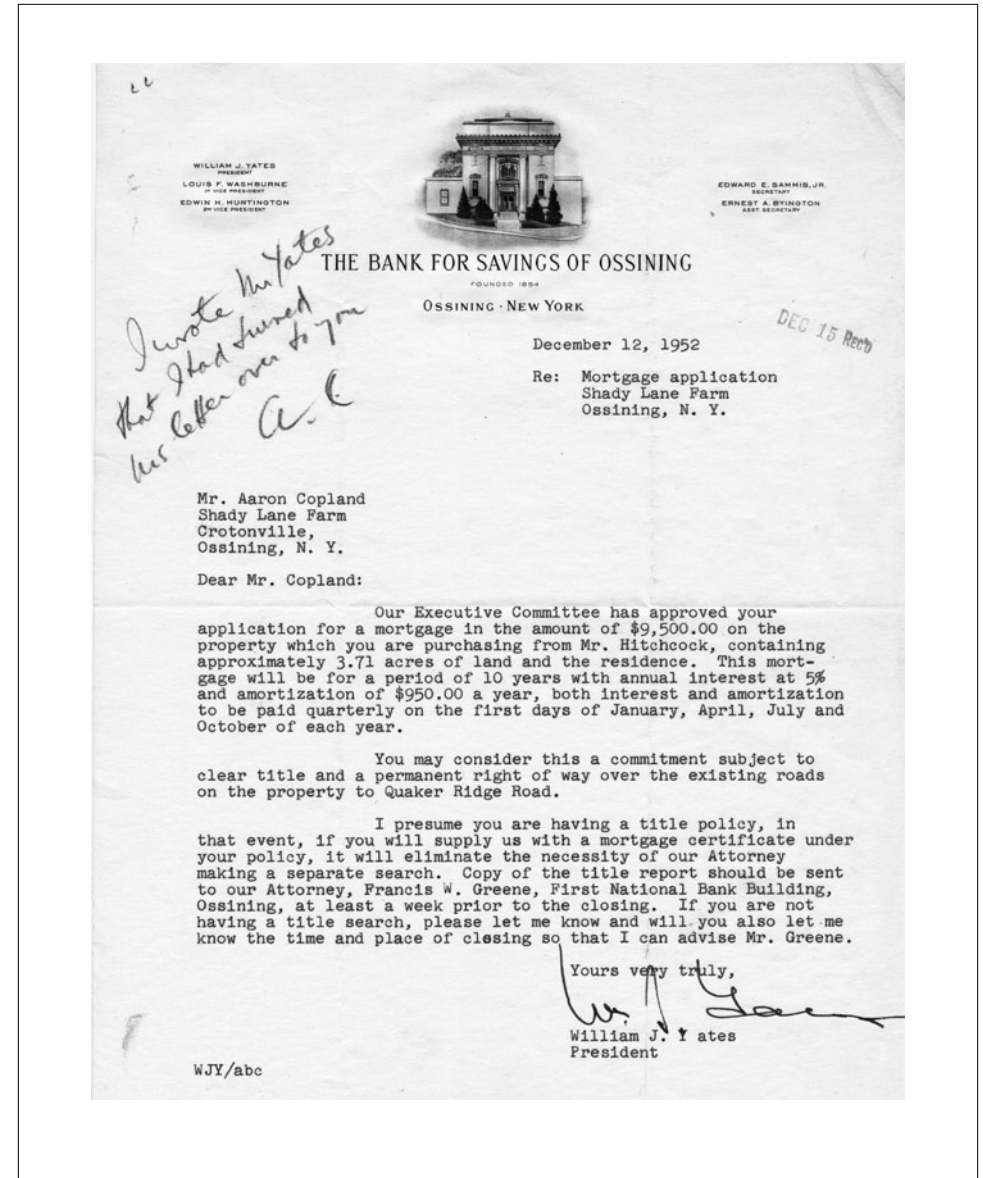 WILLIAM J. YATES
PRESIDENT
LOUIS F. WASHBURNE
1ST VICE PRESIDENT
EDWIN H. HUNTINGTON
2ND VICE PRESIDENT
EDWARD E. SAMMIS, JR.
SECRETARY
ERNEST A. BYINGTON
ASST. SECRETARY
THE BANK FOR SAVINGS OF OSSINING
FOUNDED 1854
OSSINING · NEW YORK
I wrote Mr Yates
that I had turned
his letter over to you
A. C
DEC 15 REC'D
December 12, 1952
Re: Mortgage application
Shady Lane Farm
Ossining, N. Y.
Mr. Aaron Copland
Shady Lane Farm
Crotonville,
Ossining, N. Y.
Dear Mr. Copland:
Our Executive Committee has approved your
application for a mortgage in the amount of $9,500.00 on the
property which you are purchasing from Mr. Hitchcock, containing
approximately 3.71 acres of land and the residence. This mort-
gage will be for a period of 10 years with annual interest at 5%
and amortization of $950.00 a year, both interest and amortization
to be paid quarterly on the first days of January, April, July and
October of each year.
You may consider this a commitment subject to
clear title and a permanent right of way over the existing roads
on the property to Quaker Ridge Road.
I presume you are having a title policy, in
that event, if you will supply us with a mortgage certificate under
your policy, it will eliminate the necessity of our Attorney
making a separate search. Copy of the title report should be sent
to our Attorney, Francis W. Greene, First National Bank Building,
Ossining, at least a week prior to the closing. If you are not
having a title search, please let me know and will you also let me
know the time and place of closing so that I can advise Mr. Greene.
Yours very truly,
Wm J Yates
William J. Y ates
President
WJY/abc